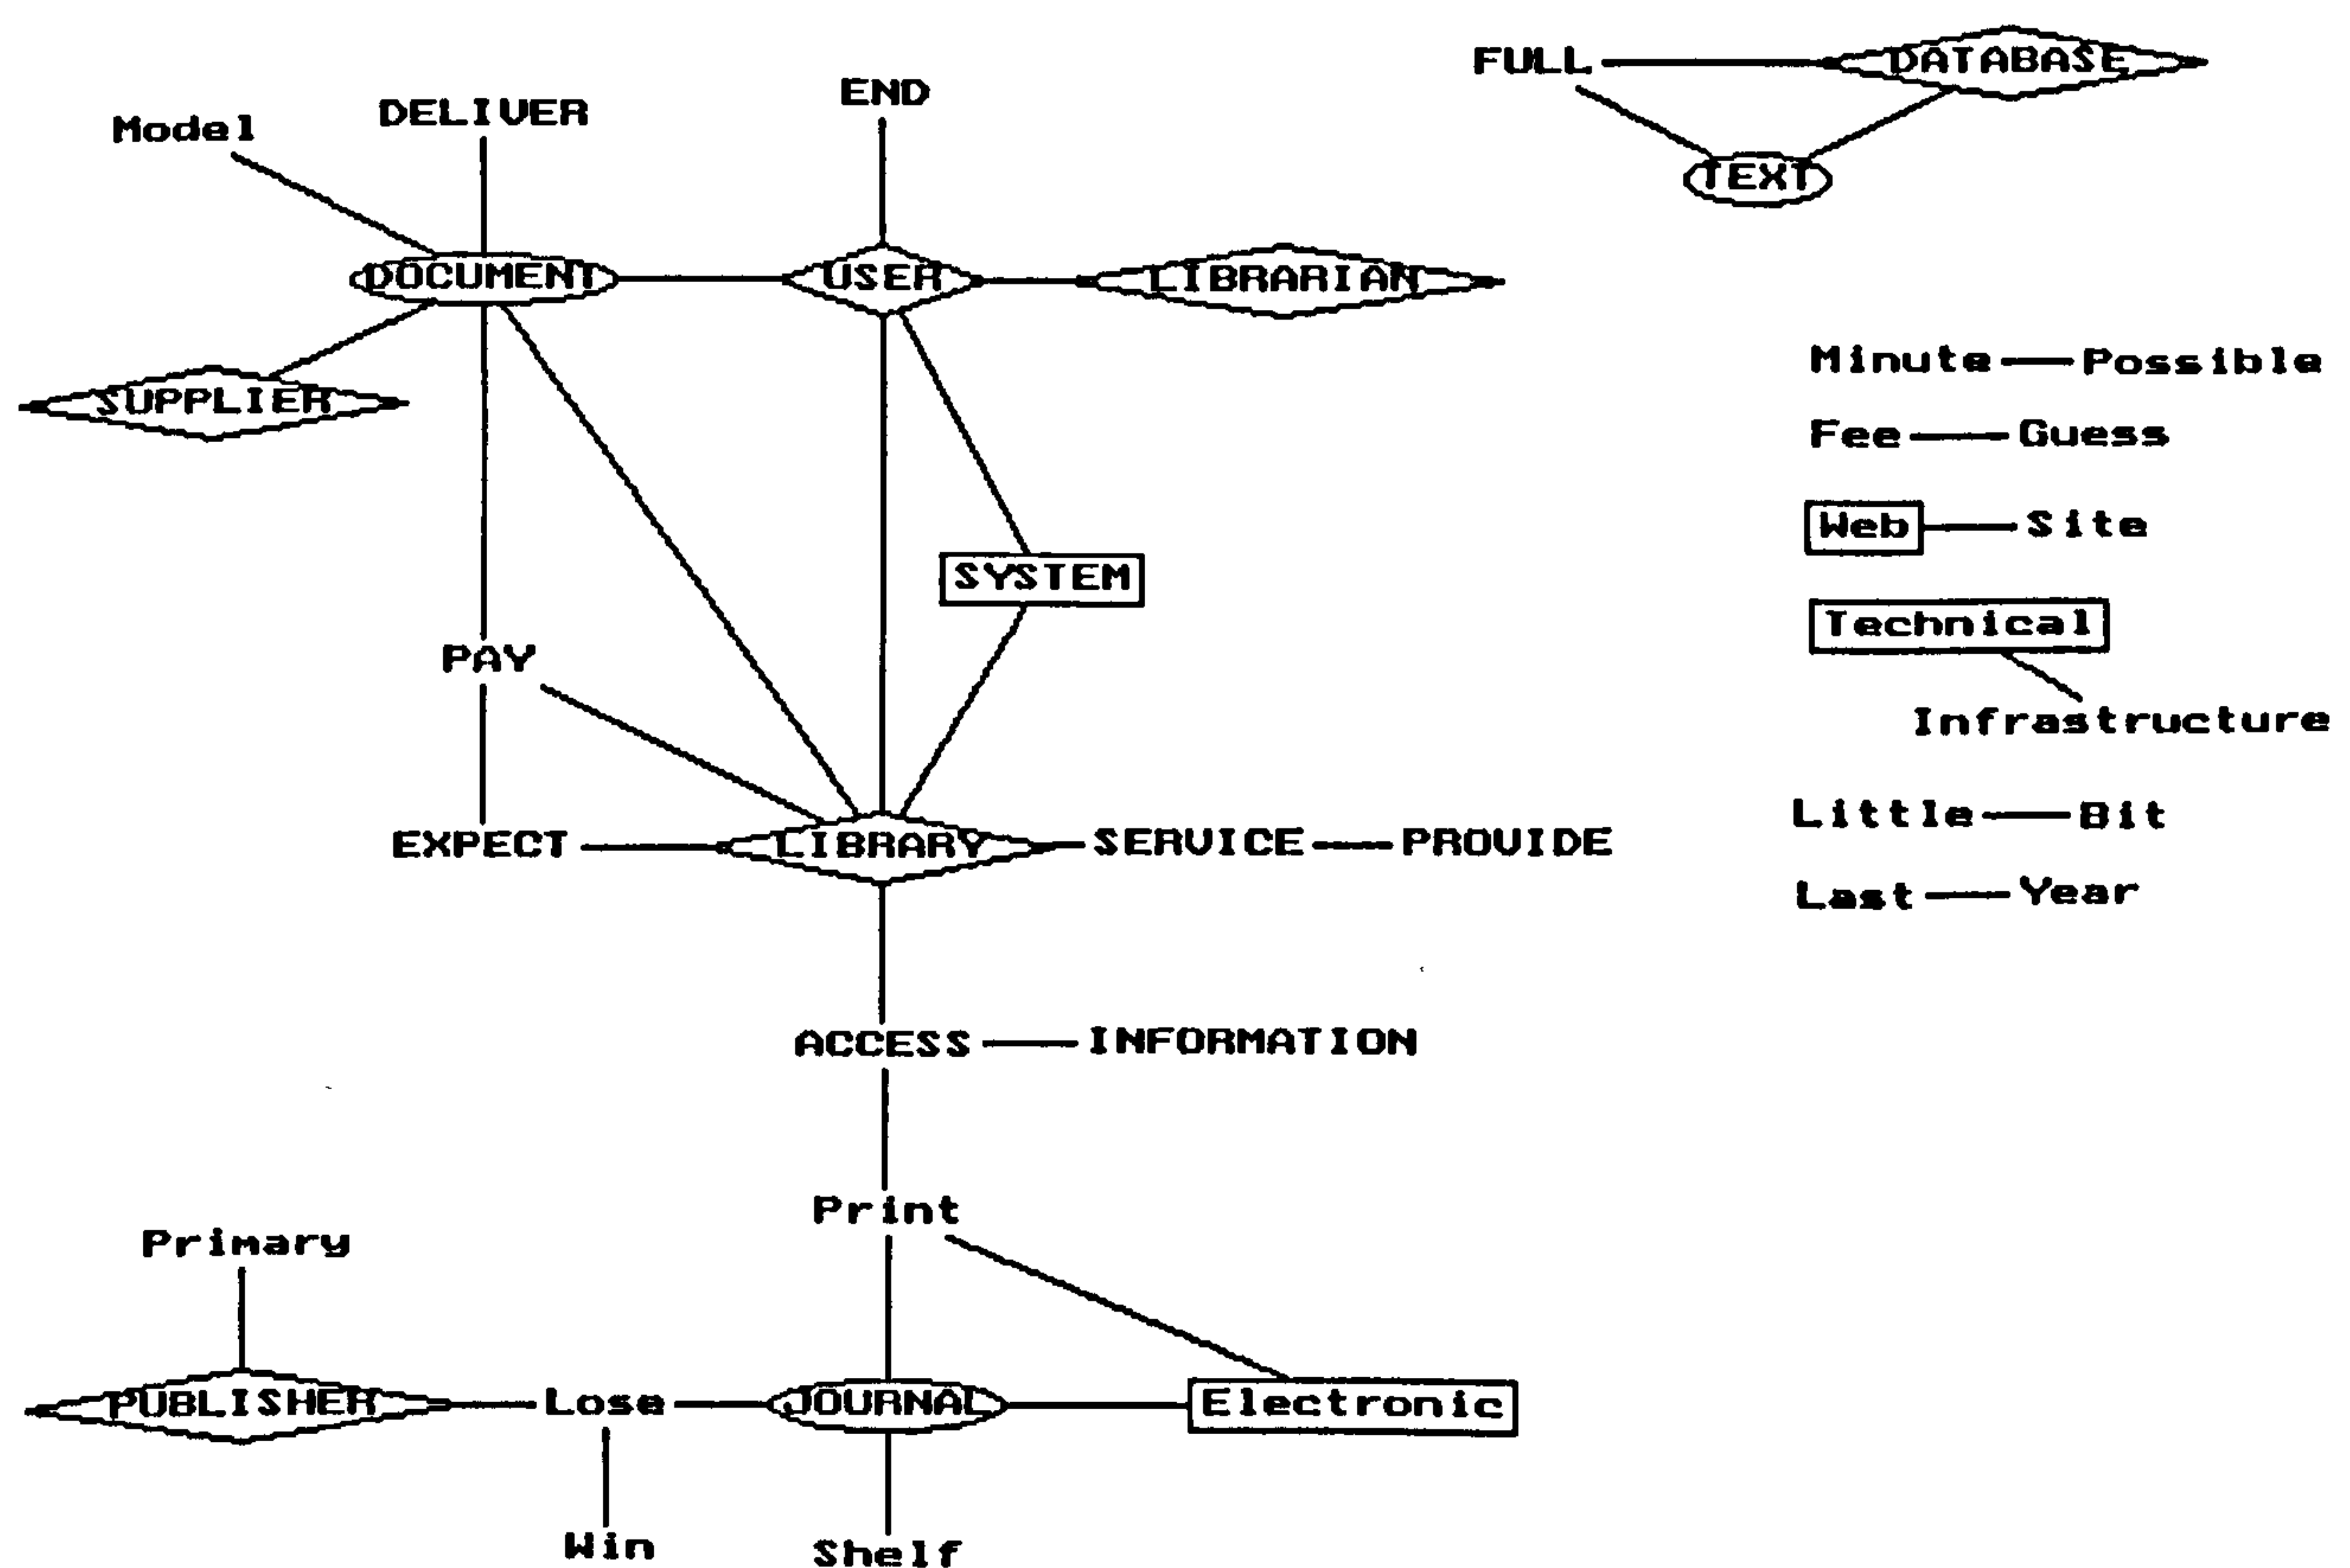 FULL
DATABASE
TEXT
END
DELIVER
Model
DOCUMENT
USER
LIBRARIAN
SUPPLIER
Minute
Possible
Fee
Guess
Web
Site
SYSTEM
Technical
PAY
Infrastructure
Little
Bit
EXPECT
LIBRARY
SERVICE
PROVIDE
Last
Year
ACCESS
INFORMATION
Print
Primary
PUBLISHER
Lose
JOURNAL
Electronic
Win
Shelf